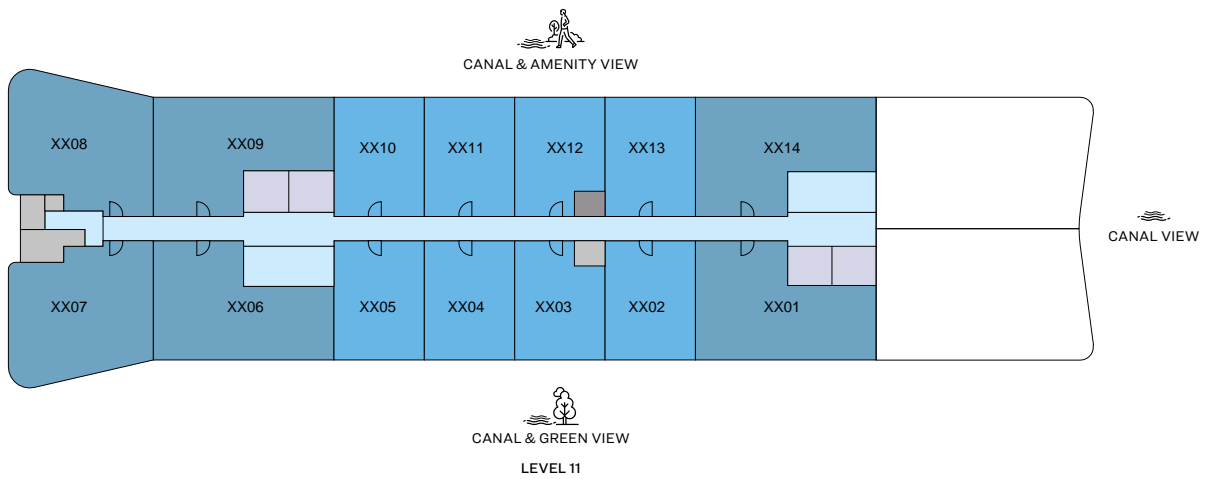 CANAL & AMENITY VIEW
XX08
XX09
XX10
XX11
XX12
XX13
XX14
CANAL VIEW
XX07
XX06
XX05
XX04
XX03
XX02
XX01
CANAL & GREEN VIEW
LEVEL 11